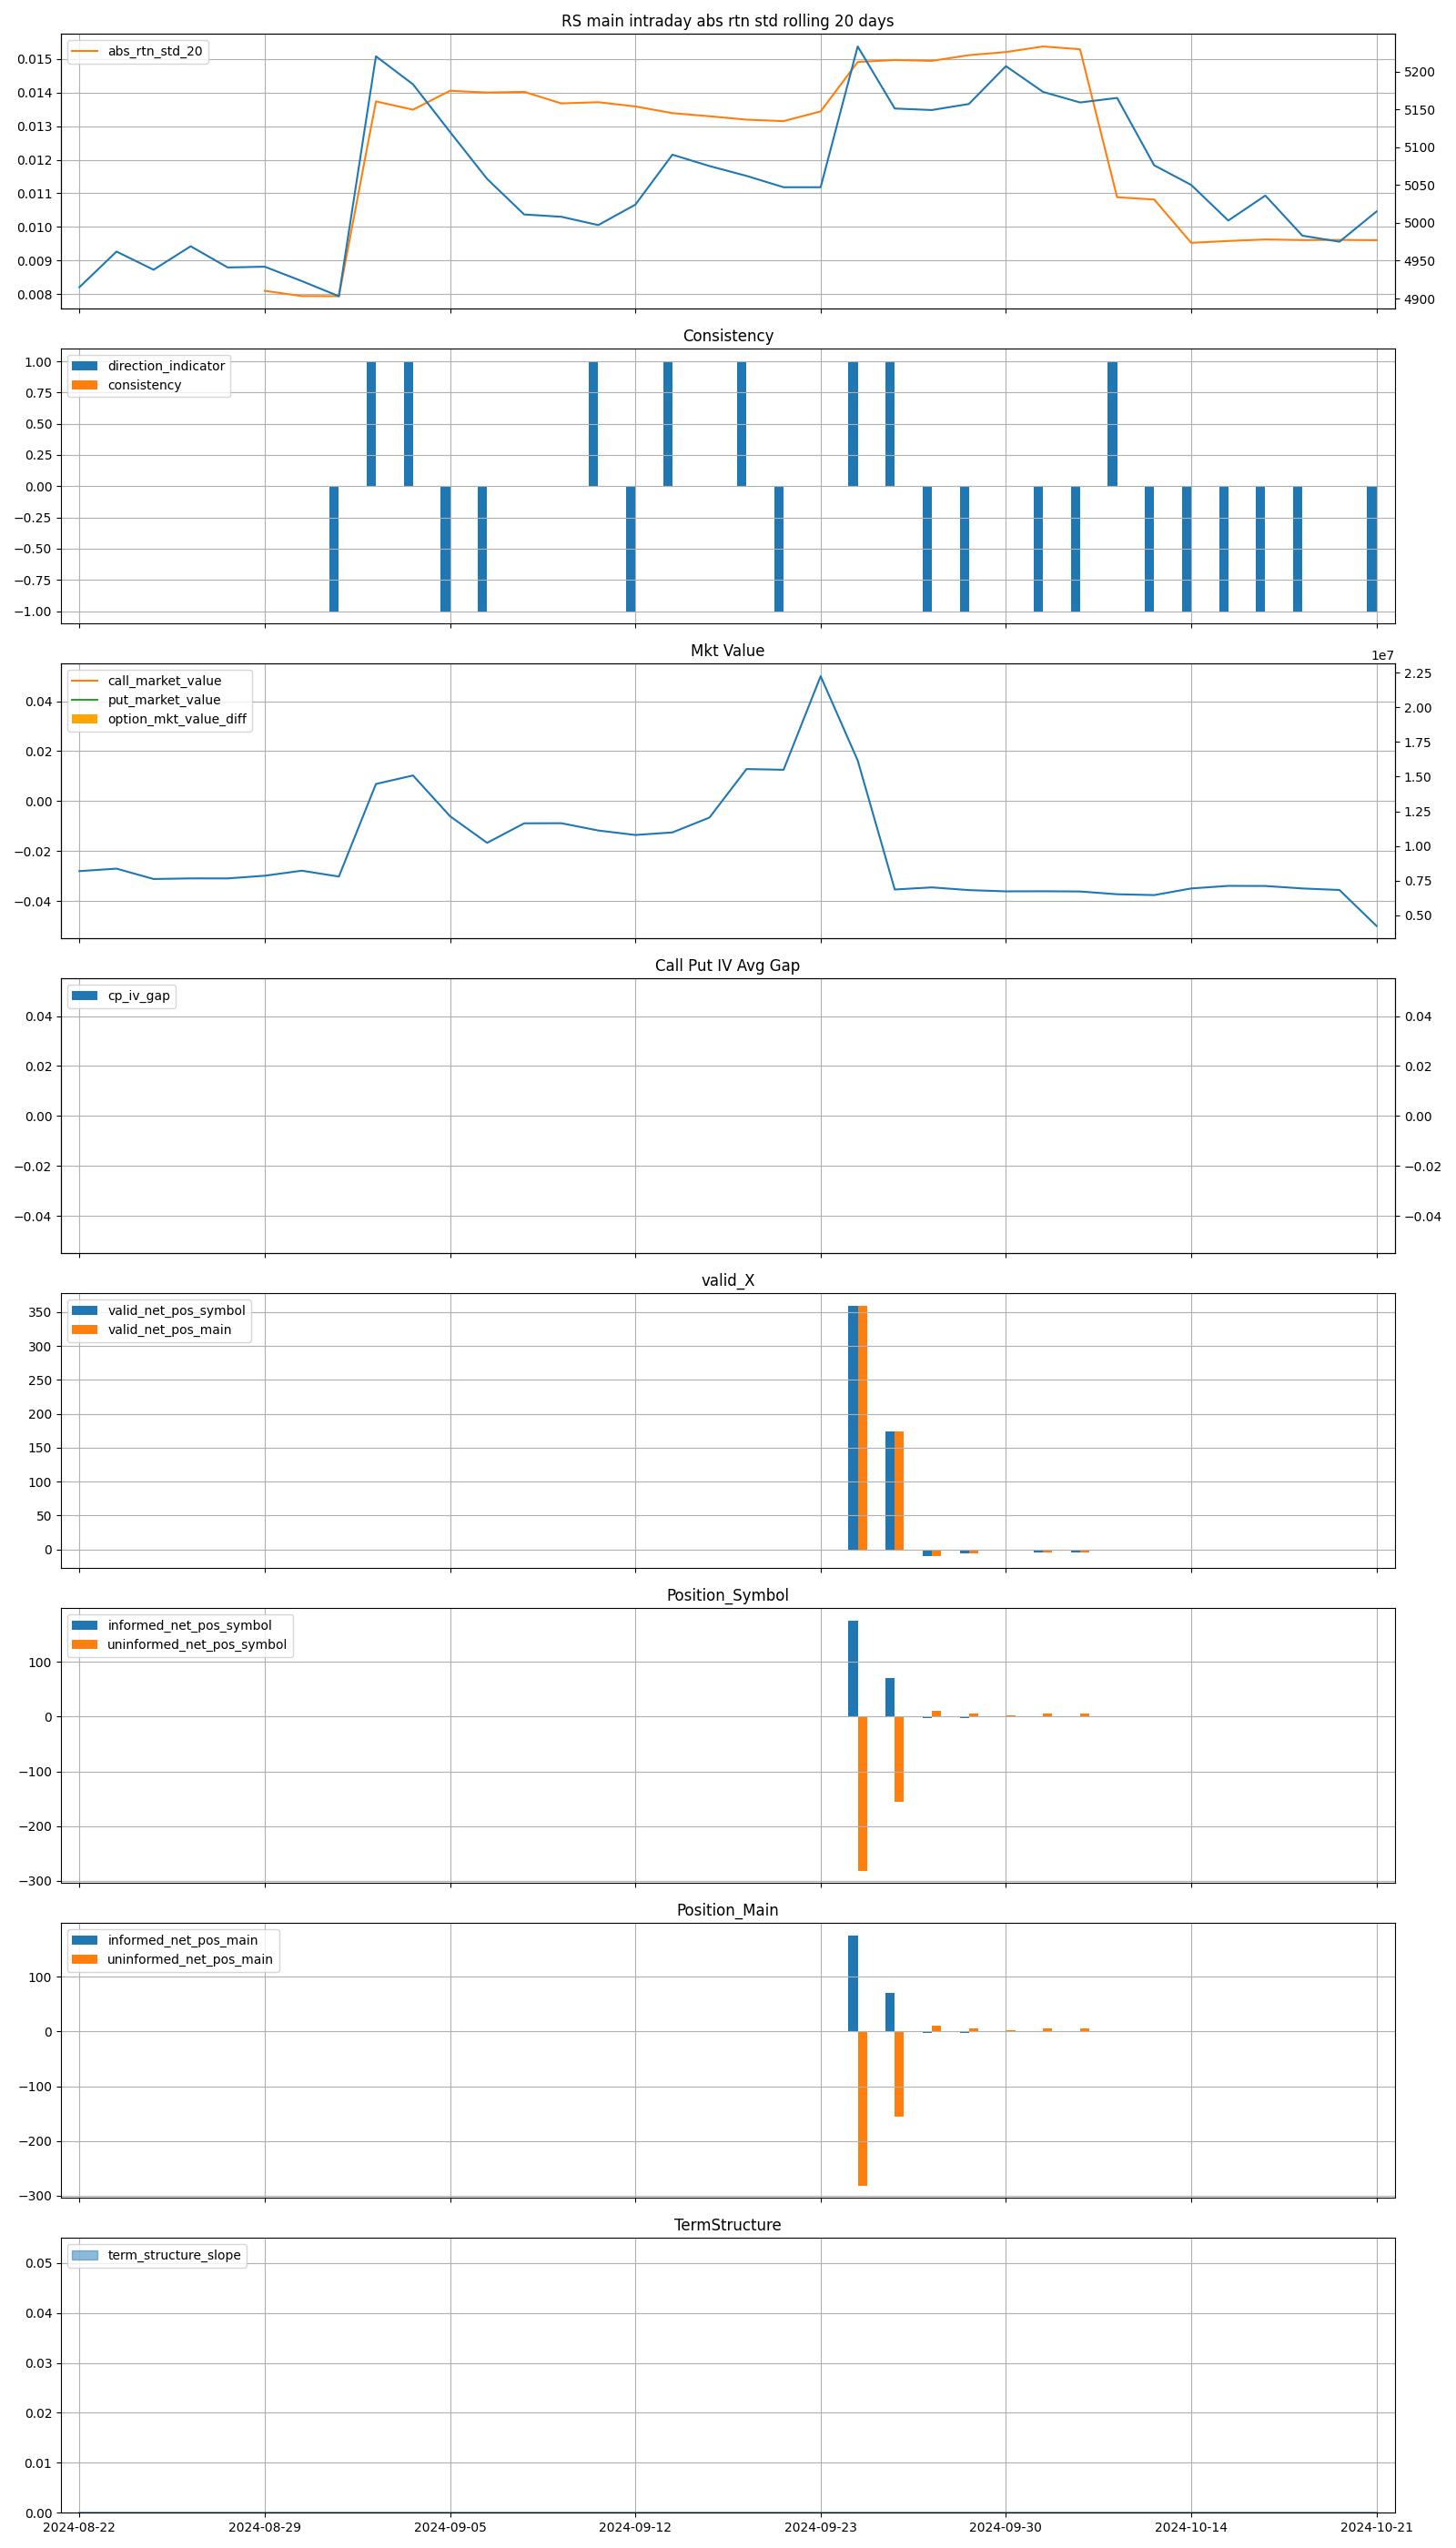 RS main intraday abs rtn std rolling 20 days
abs_rtn_std_20
0.015
0.014
0.013
0.012
0.011
0.010
0.009
0.008
5200
5150
5100
5050
5000
4950
4900
Consistency
direction_indicator
consistency
1.00
0.75
0.50
0.25
0.00
−0.25
−0.50
−0.75
−1.00
Mkt Value
1e7
call_market_value
put_market_value
option_mkt_value_diff
0.04
0.02
0.00
−0.02
−0.04
2.25
2.00
1.75
1.50
1.25
1.00
0.75
0.50
Call Put IV Avg Gap
cp_iv_gap
0.04
0.02
0.00
−0.02
−0.04
0.04
0.02
0.00
−0.02
−0.04
valid_X
valid_net_pos_symbol
valid_net_pos_main
350
300
250
200
150
100
50
0
Position_Symbol
informed_net_pos_symbol
uninformed_net_pos_symbol
100
0
−100
−200
−300
Position_Main
informed_net_pos_main
uninformed_net_pos_main
100
0
−100
−200
−300
TermStructure
term_structure_slope
0.05
0.04
0.03
0.02
0.01
0.00
2024-08-22 2024-08-29 2024-09-05 2024-09-12 2024-09-23 2024-09-30 2024-10-14 2024-10-21